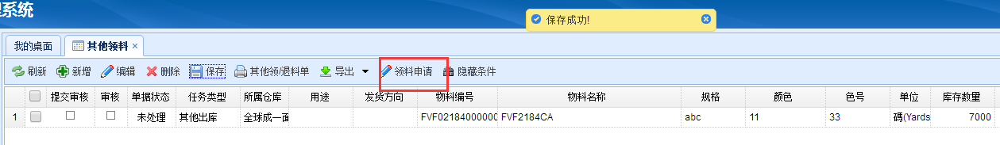 理系统
保存成功!
我的桌面 其他领料
刷新 新增 编辑 删除 保存 其他领/退料单 导出 领料申请 隐藏条件
提交审核 审核 单据状态 任务类型 所属仓库 用途 发货方向 物料编号 物料名称 规格 颜色 色号 单位 库存数量
1 未处理 其他出库 全球成一面 FVF02184000000 FVF2184CA abc 11 33 碼(Yards 7000